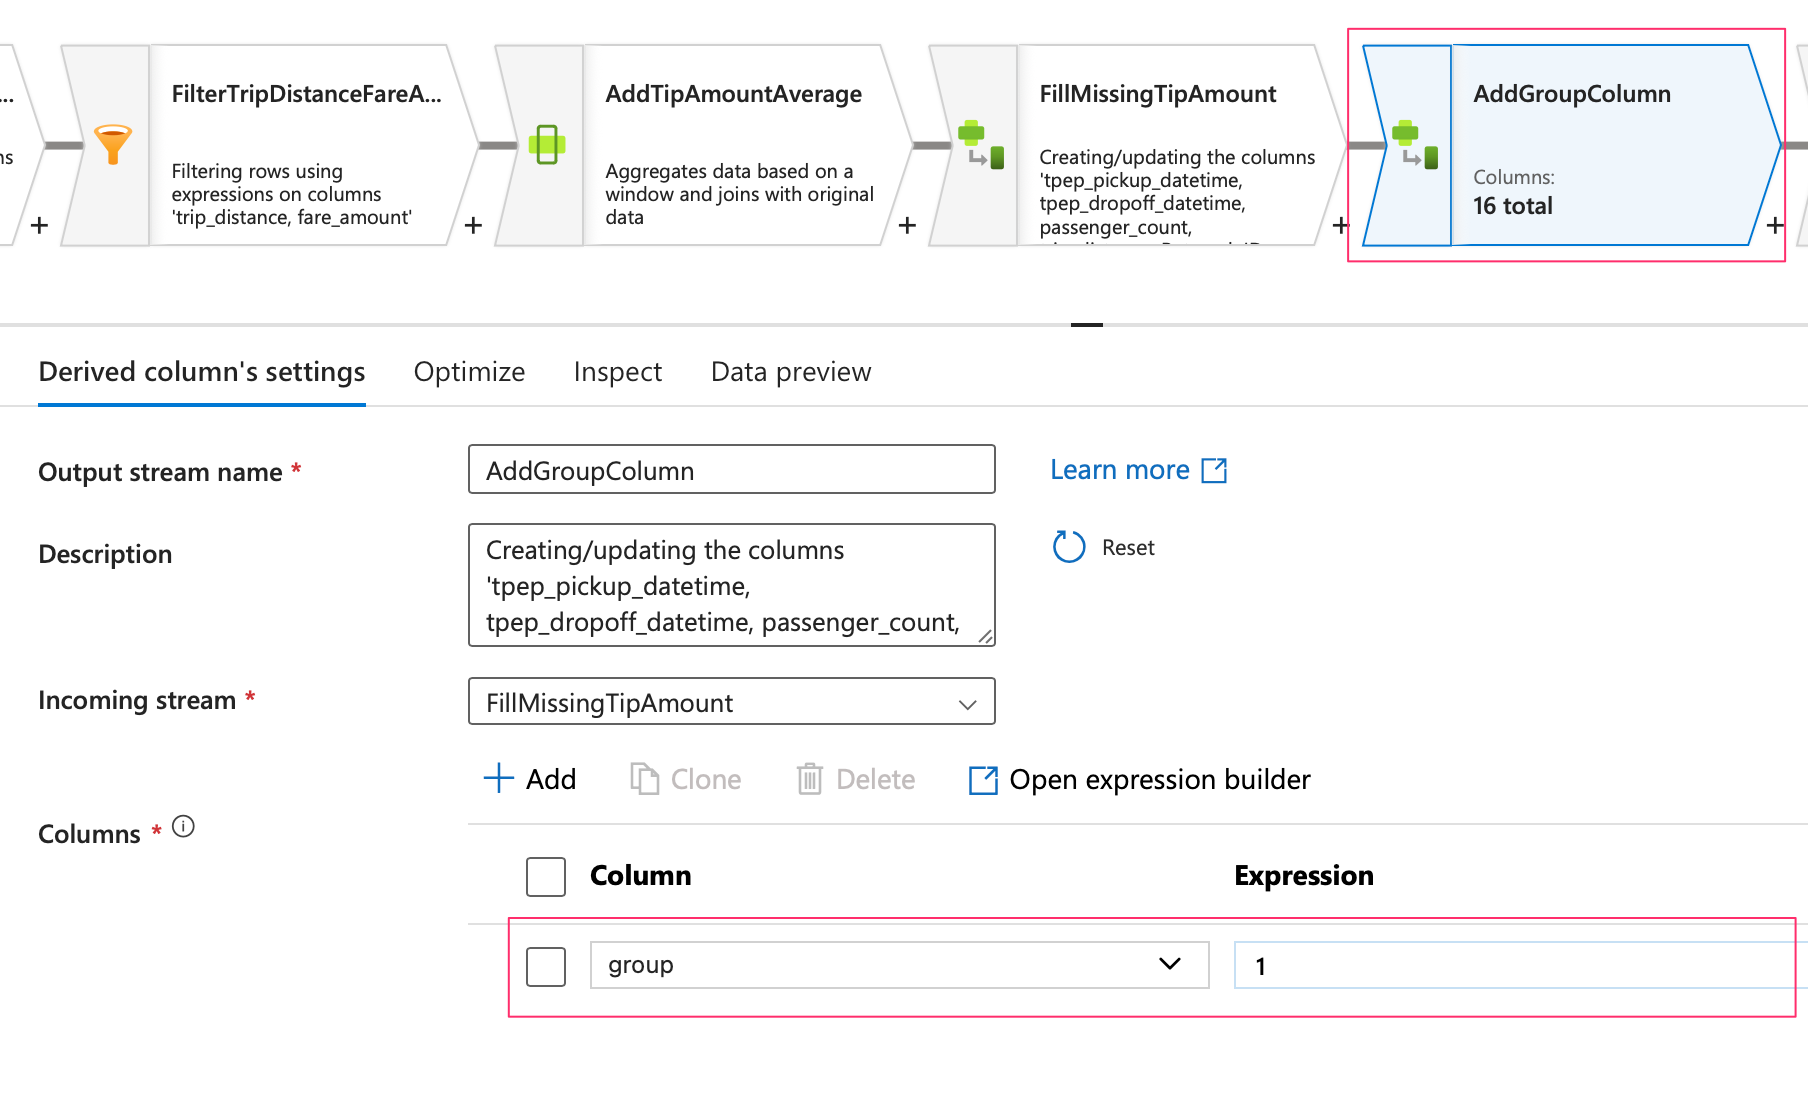 ...
ns
+
FilterTripDistanceFareA...
Filtering rows using
expressions on columns
'trip_distance, fare_amount'
+
AddTipAmountAverage
Aggregates data based on a
window and joins with original
data
+
FillMissingTipAmount
Creating/updating the columns
'tpep_pickup_datetime,
tpep_dropoff_datetime,
passenger_count,
+
AddGroupColumn
Columns:
16 total
+
Derived column's settings
Optimize
Inspect
Data preview
Output stream name *
AddGroupColumn
Learn more
Description
Creating/updating the columns
'tpep_pickup_datetime,
tpep_dropoff_datetime, passenger_count,
Reset
Incoming stream *
FillMissingTipAmount
Add
Clone
Delete
Open expression builder
Columns *
Column
Expression
group
1